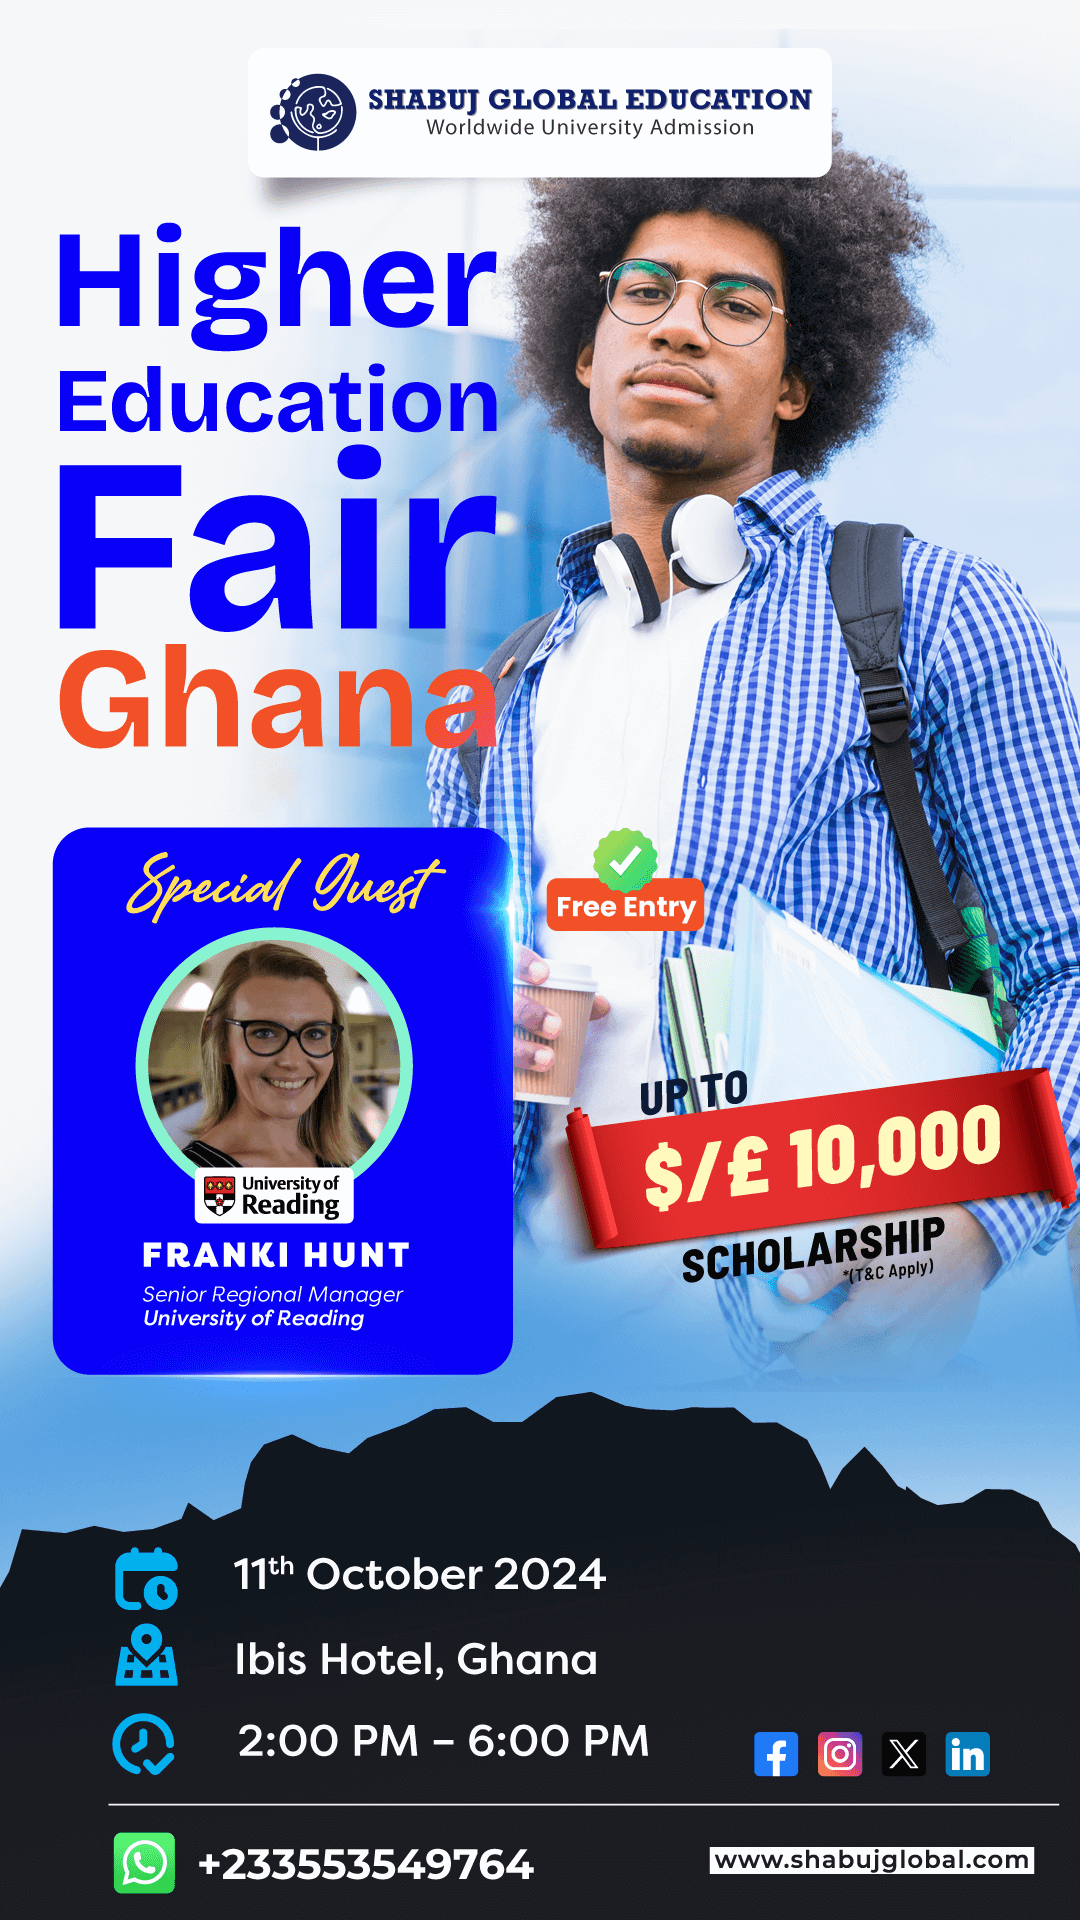 SHABUJ GLOBAL EDUCATION
Worldwide University Admission
Higher
Education
Fair
Ghana
Special Guest
University of
Reading
FRANKI HUNT
Senior Regional Manager
University of Reading
Free Entry
UP TO
$/£ 10,000
SCHOLARSHIP
*(T&C Apply)
11th October 2024
Ibis Hotel, Ghana
2:00 PM – 6:00 PM
+233553549764
www.shabujglobal.com